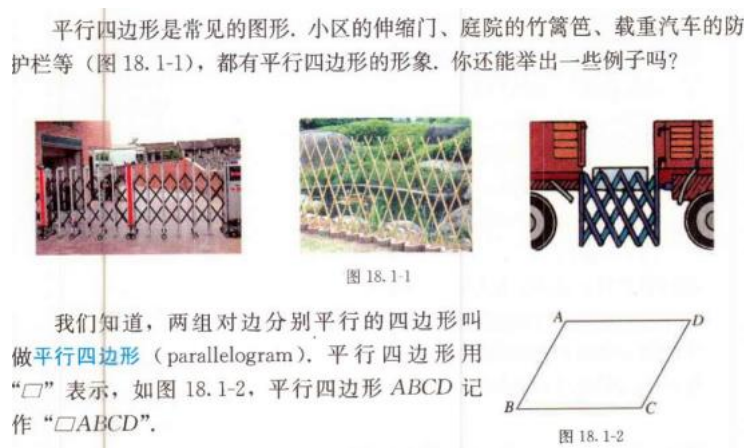 平行四边形是常见的图形. 小区的伸缩门、庭院的竹篱笆、载重汽车的防
护栏等（图 18.1-1），都有平行四边形的形象. 你还能举出一些例子吗？
图 18.1-1
我们知道，两组对边分别平行的四边形叫
做平行四边形（parallelogram）. 平行四边形用
“▱”表示，如图 18.1-2，平行四边形 ABCD 记
作“▱ABCD”.
A D
B C
图 18.1-2